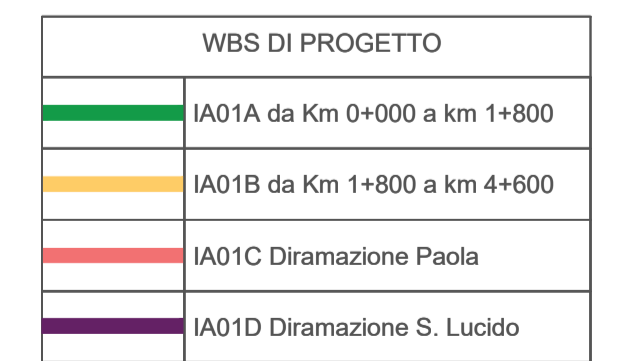 WBS DI PROGETTO
IA01A da Km 0+000 a km 1+800
IA01B da Km 1+800 a km 4+600
IA01C Diramazione Paola
IA01D Diramazione S. Lucido